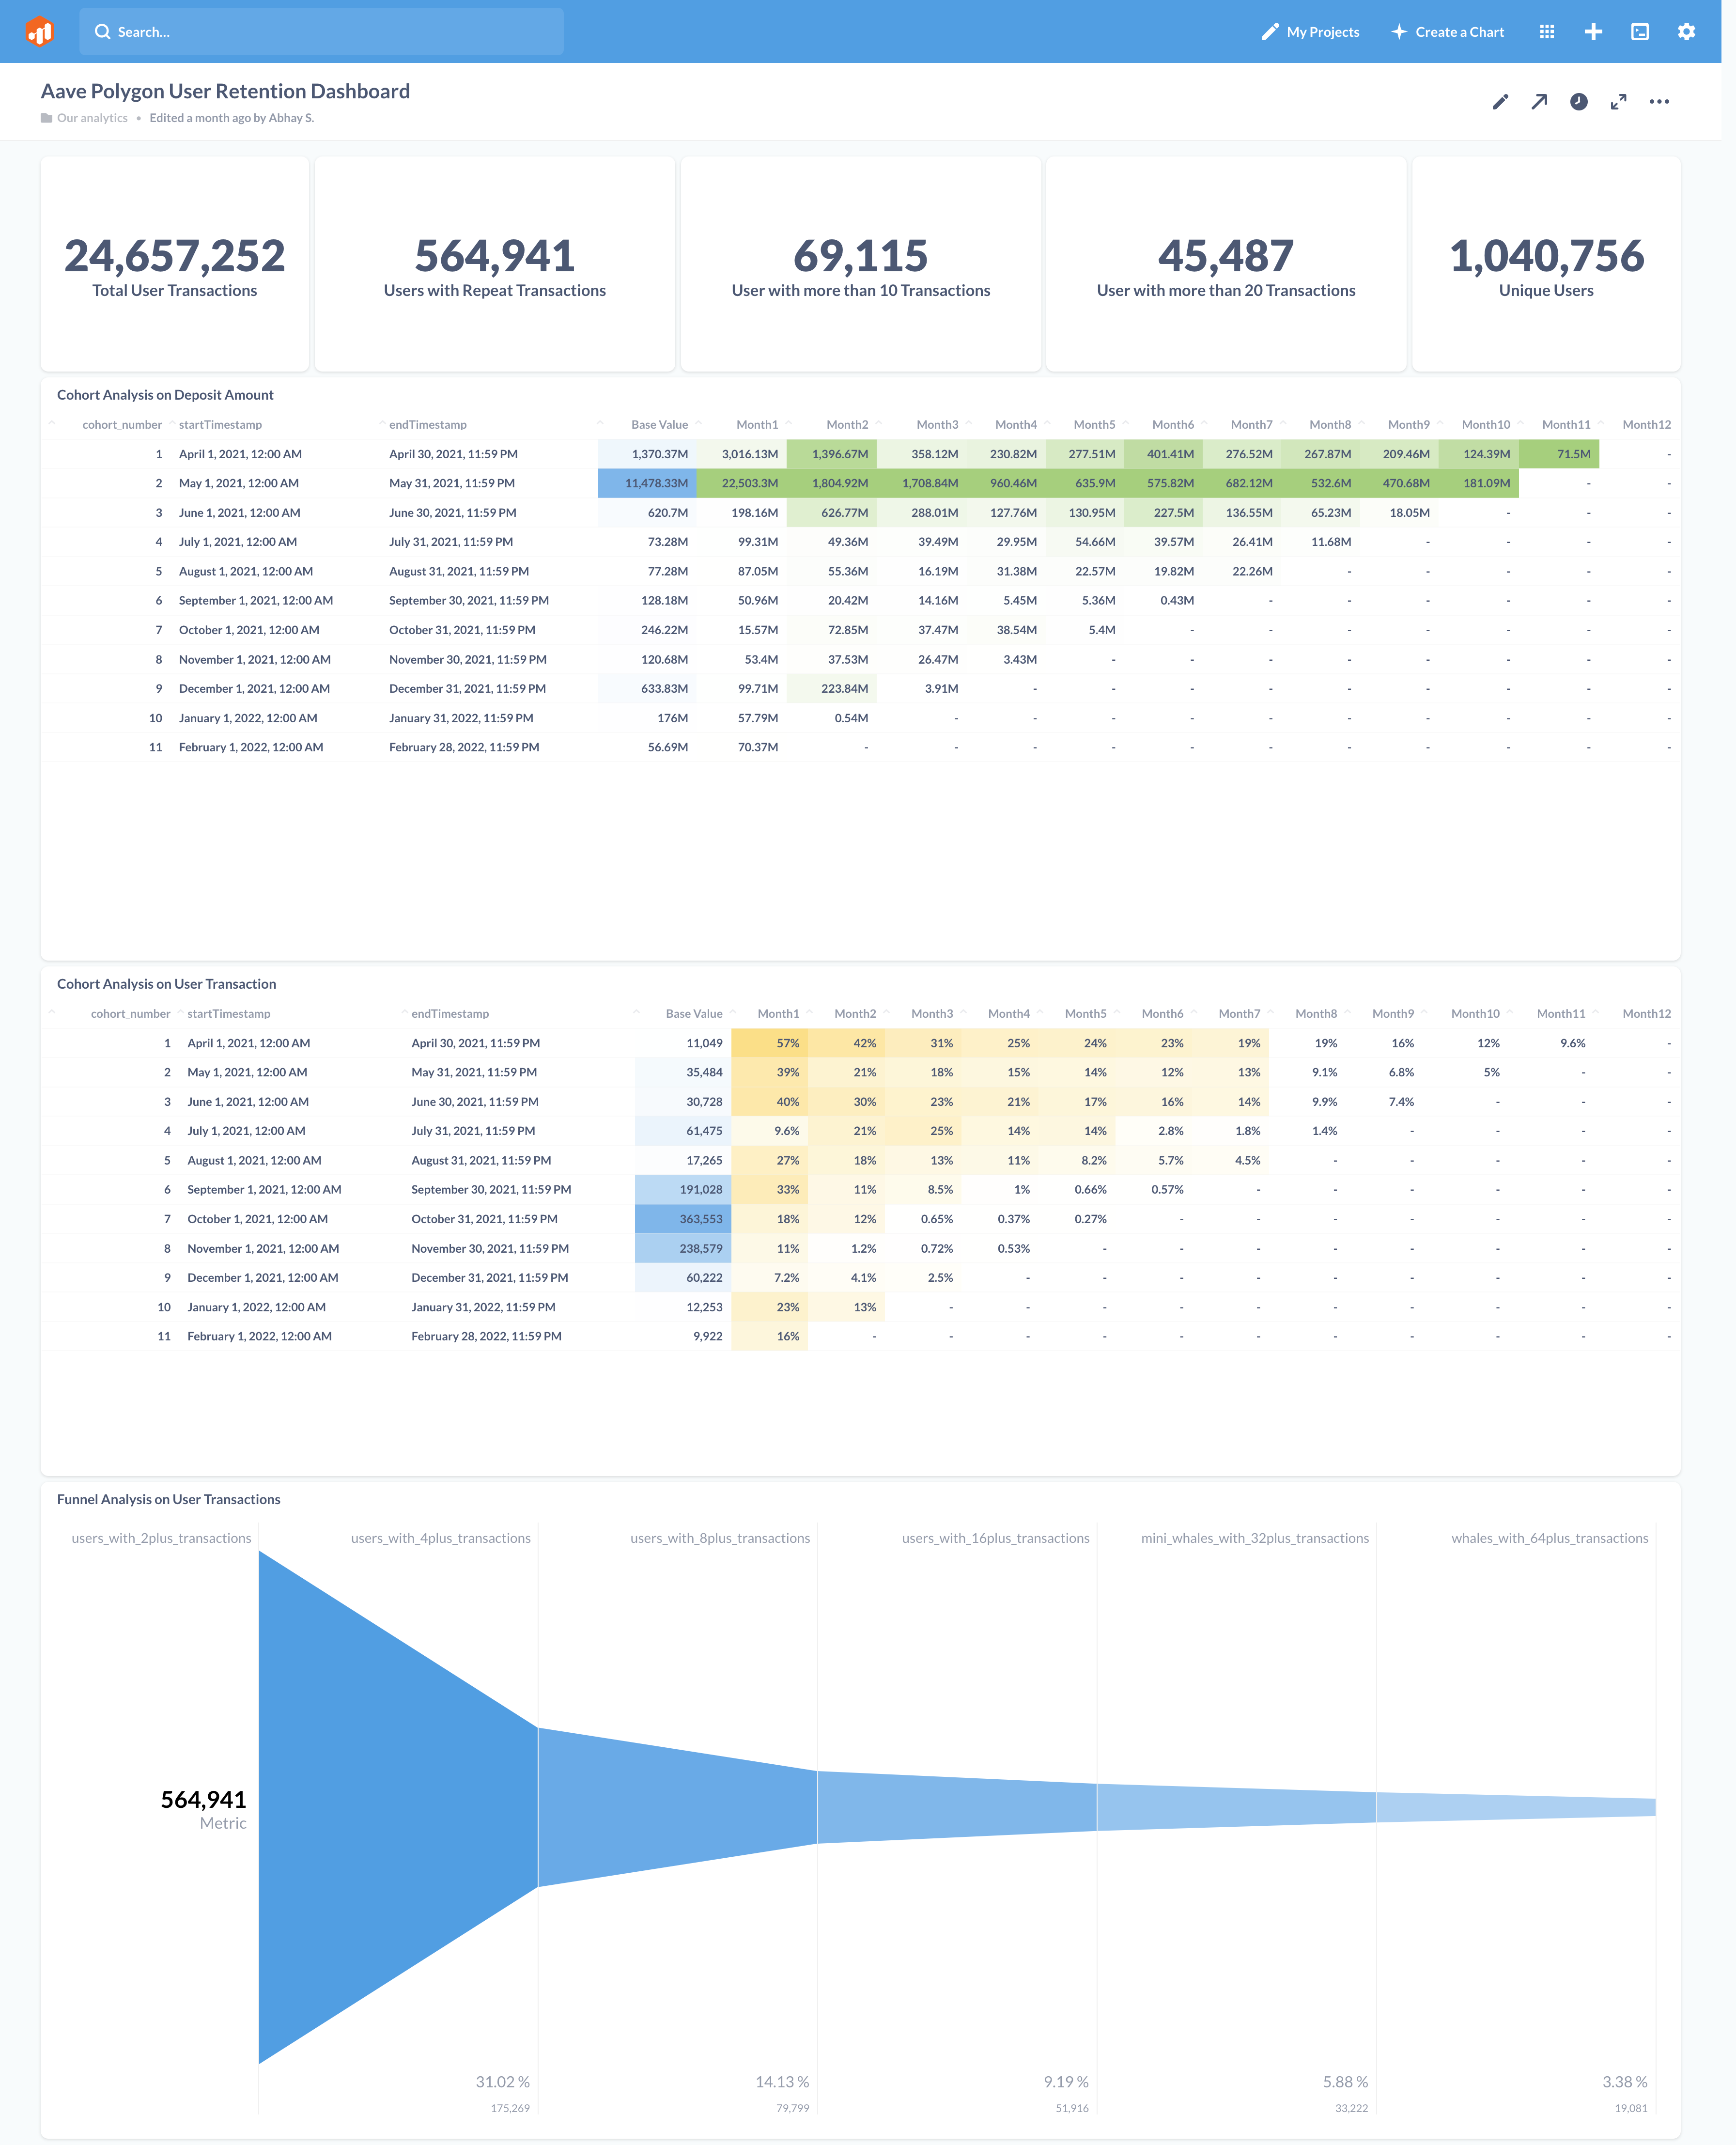 Search...
My Projects
Create a Chart
Aave Polygon User Retention Dashboard
Our analytics • Edited a month ago by Abhay S.
24,657,252
Total User Transactions
564,941
Users with Repeat Transactions
69,115
User with more than 10 Transactions
45,487
User with more than 20 Transactions
1,040,756
Unique Users
Cohort Analysis on Deposit Amount
cohort_number startTimestamp endTimestamp Base Value Month1 Month2 Month3 Month4 Month5 Month6 Month7 Month8 Month9 Month10 Month11 Month12
1 April 1, 2021, 12:00 AM April 30, 2021, 11:59 PM 1,370.37M 3,016.13M 1,396.67M 358.12M 230.82M 277.51M 401.41M 276.52M 267.87M 209.46M 124.39M 71.5M -
2 May 1, 2021, 12:00 AM May 31, 2021, 11:59 PM 11,478.33M 22,503.3M 1,804.92M 1,708.84M 960.46M 635.9M 575.82M 682.12M 532.6M 470.68M 181.09M - -
3 June 1, 2021, 12:00 AM June 30, 2021, 11:59 PM 620.7M 198.16M 626.77M 288.01M 127.76M 130.95M 227.5M 136.55M 65.23M 18.05M - - -
4 July 1, 2021, 12:00 AM July 31, 2021, 11:59 PM 73.28M 99.31M 49.36M 39.49M 29.95M 54.66M 39.57M 26.41M 11.68M - - - -
5 August 1, 2021, 12:00 AM August 31, 2021, 11:59 PM 77.28M 87.05M 55.36M 16.19M 31.38M 22.57M 19.82M 22.26M - - - - -
6 September 1, 2021, 12:00 AM September 30, 2021, 11:59 PM 128.18M 50.96M 20.42M 14.16M 5.45M 5.36M 0.43M - - - - - -
7 October 1, 2021, 12:00 AM October 31, 2021, 11:59 PM 246.22M 15.57M 72.85M 37.47M 38.54M 5.4M - - - - - - -
8 November 1, 2021, 12:00 AM November 30, 2021, 11:59 PM 120.68M 53.4M 37.53M 26.47M 3.43M - - - - - - - -
9 December 1, 2021, 12:00 AM December 31, 2021, 11:59 PM 633.83M 99.71M 223.84M 3.91M - - - - - - - - -
10 January 1, 2022, 12:00 AM January 31, 2022, 11:59 PM 176M 57.79M 0.54M - - - - - - - - - -
11 February 1, 2022, 12:00 AM February 28, 2022, 11:59 PM 56.69M 70.37M - - - - - - - - - - -
Cohort Analysis on User Transaction
cohort_number startTimestamp endTimestamp Base Value Month1 Month2 Month3 Month4 Month5 Month6 Month7 Month8 Month9 Month10 Month11 Month12
1 April 1, 2021, 12:00 AM April 30, 2021, 11:59 PM 11,049 57% 42% 31% 25% 24% 23% 19% 19% 16% 12% 9.6% -
2 May 1, 2021, 12:00 AM May 31, 2021, 11:59 PM 35,484 39% 21% 18% 15% 14% 12% 13% 9.1% 6.8% 5% - -
3 June 1, 2021, 12:00 AM June 30, 2021, 11:59 PM 30,728 40% 30% 23% 21% 17% 16% 14% 9.9% 7.4% - - -
4 July 1, 2021, 12:00 AM July 31, 2021, 11:59 PM 61,475 9.6% 21% 25% 14% 14% 2.8% 1.8% 1.4% - - - -
5 August 1, 2021, 12:00 AM August 31, 2021, 11:59 PM 17,265 27% 18% 13% 11% 8.2% 5.7% 4.5% - - - - -
6 September 1, 2021, 12:00 AM September 30, 2021, 11:59 PM 191,028 33% 11% 8.5% 1% 0.66% 0.57% - - - - - -
7 October 1, 2021, 12:00 AM October 31, 2021, 11:59 PM 363,553 18% 12% 0.65% 0.37% 0.27% - - - - - - -
8 November 1, 2021, 12:00 AM November 30, 2021, 11:59 PM 238,579 11% 1.2% 0.72% 0.53% - - - - - - - -
9 December 1, 2021, 12:00 AM December 31, 2021, 11:59 PM 60,222 7.2% 4.1% 2.5% - - - - - - - - -
10 January 1, 2022, 12:00 AM January 31, 2022, 11:59 PM 12,253 23% 13% - - - - - - - - - -
11 February 1, 2022, 12:00 AM February 28, 2022, 11:59 PM 9,922 16% - - - - - - - - - - -
Funnel Analysis on User Transactions
users_with_2plus_transactions users_with_4plus_transactions users_with_8plus_transactions users_with_16plus_transactions mini_whales_with_32plus_transactions whales_with_64plus_transactions
564,941
Metric
31.02 % 14.13 % 9.19 % 5.88 % 3.38 %
175,269 79,799 51,916 33,222 19,081